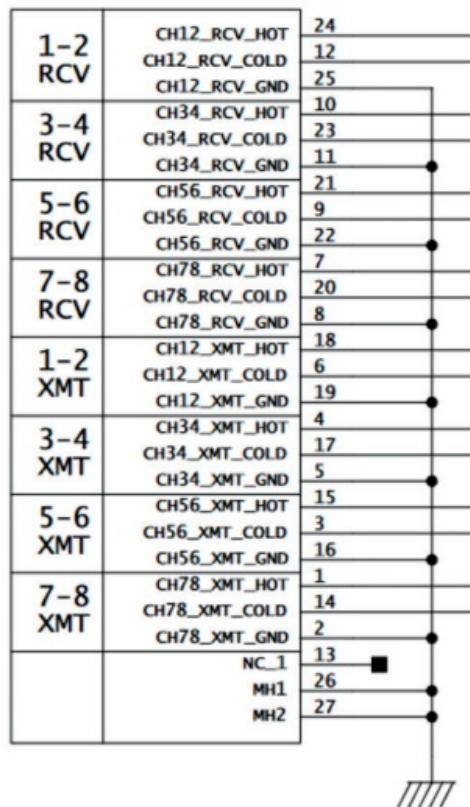 1-2
RCV
CH12_RCV_HOT 24
CH12_RCV_COLD 12
CH12_RCV_GND 25
3-4
RCV
CH34_RCV_HOT 10
CH34_RCV_COLD 23
CH34_RCV_GND 11
5-6
RCV
CH56_RCV_HOT 21
CH56_RCV_COLD 9
CH56_RCV_GND 22
7-8
RCV
CH78_RCV_HOT 7
CH78_RCV_COLD 20
CH78_RCV_GND 8
1-2
XMT
CH12_XMT_HOT 18
CH12_XMT_COLD 6
CH12_XMT_GND 19
3-4
XMT
CH34_XMT_HOT 4
CH34_XMT_COLD 17
CH34_XMT_GND 5
5-6
XMT
CH56_XMT_HOT 15
CH56_XMT_COLD 3
CH56_XMT_GND 16
7-8
XMT
CH78_XMT_HOT 1
CH78_XMT_COLD 14
CH78_XMT_GND 2
NC_1 13
MH1 26
MH2 27